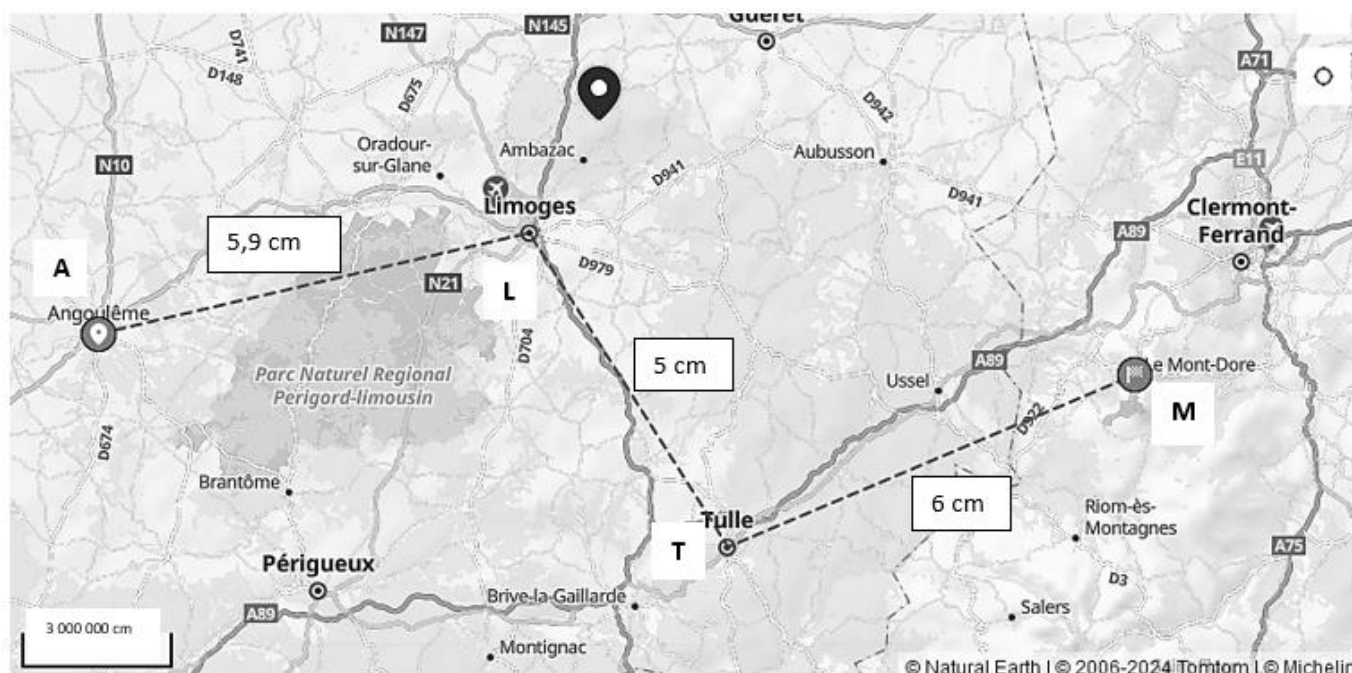 Guéret
N147
N145
D741
D148
D675
A71
N10
Oradour-
sur-Glane
Ambazac
D941
D942
Aubusson
E11
Limoges
D941
Clermont-
Ferrand
A89
5,9 cm
A
D979
N21
L
Angoulême
D704
5 cm
A89
Le Mont-Dore
Parc Naturel Regional
Perigord-limousin
Ussel
M
D922
D674
Brantôme
6 cm
Riom-ès-
Montagnes
Tulle
T
A75
Périgueux
D3
Brive-la-Gaillarde
Salers
A89
3 000 000 cm
Montignac
© Natural Earth | © 2006-2024 Tomtom | © Michelin